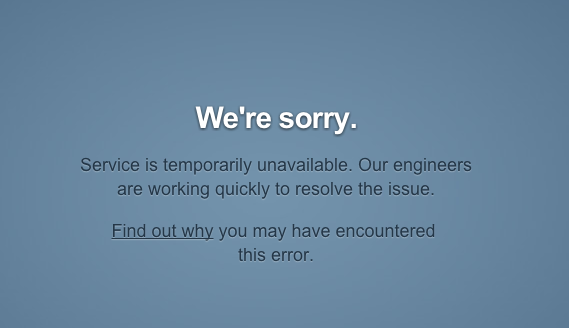 We're sorry.
Service is temporarily unavailable. Our engineers
are working quickly to resolve the issue.
Find out why you may have encountered
this error.